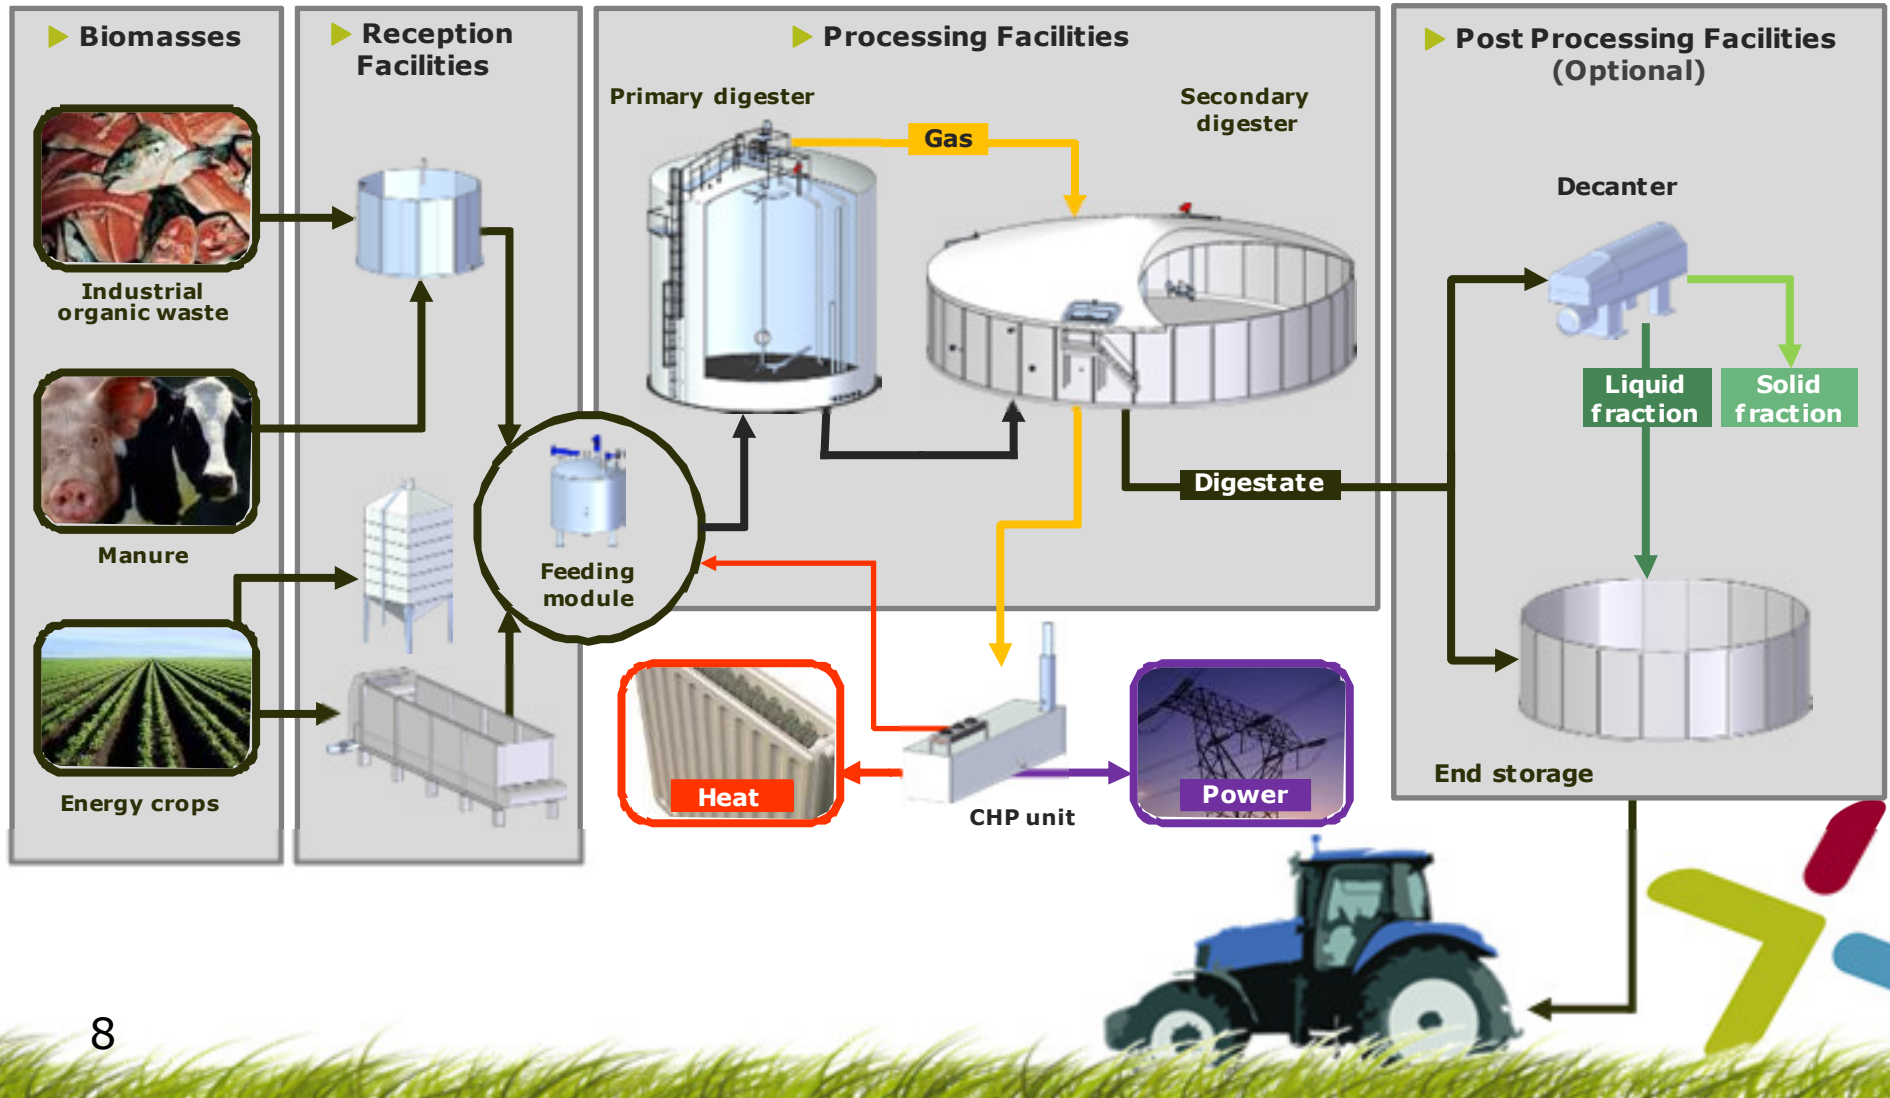 Biomasses
Industrial
organic waste
Manure
Energy crops
Reception
Facilities
Feeding
module
Processing Facilities
Primary digester
Gas
Secondary
digester
Digestate
Heat
CHP unit
Power
Post Processing Facilities
(Optional)
Decanter
Liquid
fraction
Solid
fraction
End storage
8